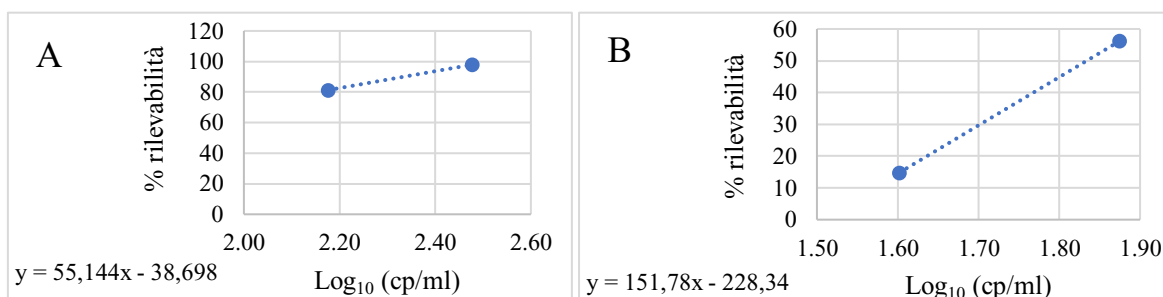 A
% rilevabilità
120
100
80
60
40
20
0
2.00 2.20 2.40 2.60
Log10 (cp/ml)
y = 55,144x - 38,698
B
% rilevabilità
60
50
40
30
20
10
0
1.50 1.60 1.70 1.80 1.90
Log10 (cp/ml)
y = 151,78x - 228,34